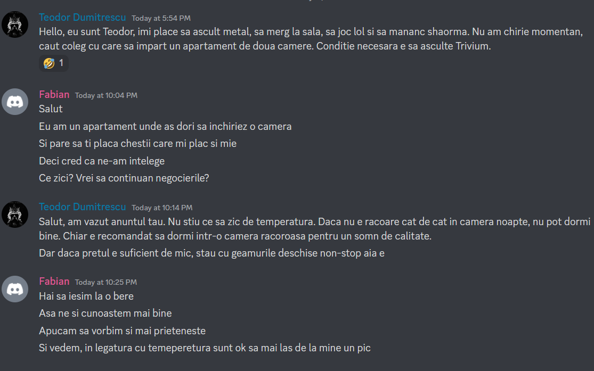 Teodor Dumitrescu Today at 5:54 PM
Hello, eu sunt Teodor, imi place sa ascult metal, sa merg la sala, sa joc lol si sa mananc shaorma. Nu am chirie momentan,
caut coleg cu care sa impart un apartament de doua camere. Conditie necesara e sa asculte Trivium.
🤣 1
Fabian Today at 10:04 PM
Salut
Eu am un apartament unde as dori sa inchiriez o camera
Si pare sa ti placa chestii care mi plac si mie
Deci cred ca ne-am intelege
Ce zici? Vrei sa continuan negocierile?
Teodor Dumitrescu Today at 10:14 PM
Salut, am vazut anuntul tau. Nu stiu ce sa zic de temperatura. Daca nu e racoare cat de cat in camera noapte, nu pot dormi
bine. Chiar e recomandat sa dormi intr-o camera racoroasa pentru un somn de calitate.
Dar daca pretul e suficient de mic, stau cu geamurile deschise non-stop aia e
Fabian Today at 10:25 PM
Hai sa iesim la o bere
Asa ne si cunoastem mai bine
Apucam sa vorbim si mai prieteneste
Si vedem, in legatura cu temeperetura sunt ok sa mai las de la mine un pic